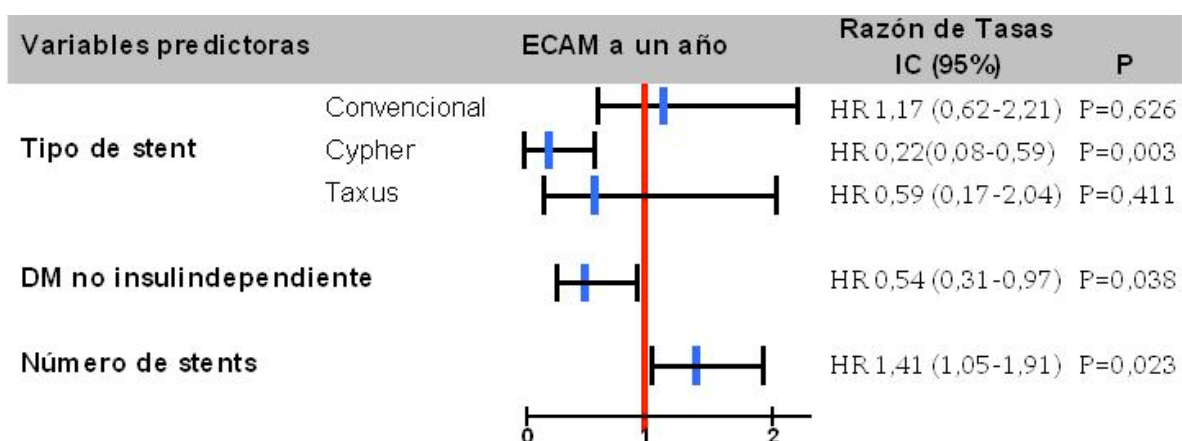 Variables predictoras ECAM a un año Razón de Tasas IC (95%) P
Convencional HR 1,17 (0,62-2,21) P=0,626
Tipo de stent Cypher HR 0,22(0,08-0,59) P=0,003
Taxus HR 0,59 (0,17-2,04) P=0,411
DM no insulindependiente HR 0,54 (0,31-0,97) P=0,038
Número de stents HR 1,41 (1,05-1,91) P=0,023
0 1 2